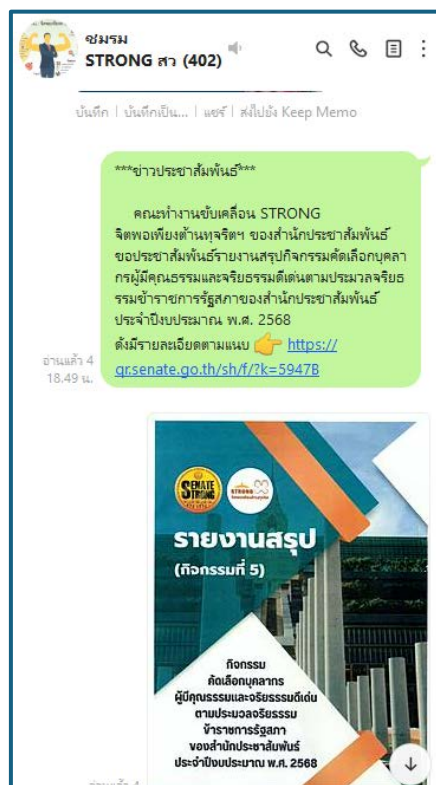 ชมรม
STRONG สว (402)
บันทึก | บันทึกเป็น... | แชร์ | ส่งไปยัง Keep Memo
***ข่าวประชาสัมพันธ์***
คณะทำงานขับเคลื่อน STRONG
จิตพอเพียงต้านทุจริตฯ ของสำนักประชาสัมพันธ์
ขอประชาสัมพันธ์รายงานสรุปกิจกรรมคัดเลือกบุคลา
กรผู้มีคุณธรรมและจริยธรรมดีเด่นตามประมวลจริยธ
รรมข้าราชการรัฐสภาของสำนักประชาสัมพันธ์
ประจำปีงบประมาณ พ.ศ. 2568
ดังมีรายละเอียดตามแนบ 👉 https://
qr.senate.go.th/sh/f/?k=5947B
อ่านแล้ว 4
18.49 น.
SENATE
STRONG
STRONG
รายงานสรุป
(กิจกรรมที่ 5)
กิจกรรม
คัดเลือกบุคลากร
ผู้มีคุณธรรมและจริยธรรมดีเด่น
ตามประมวลจริยธรรม
ข้าราชการรัฐสภา
ของสำนักประชาสัมพันธ์
ประจำปีงบประมาณ พ.ศ. 2568
อ่านแล้ว 4